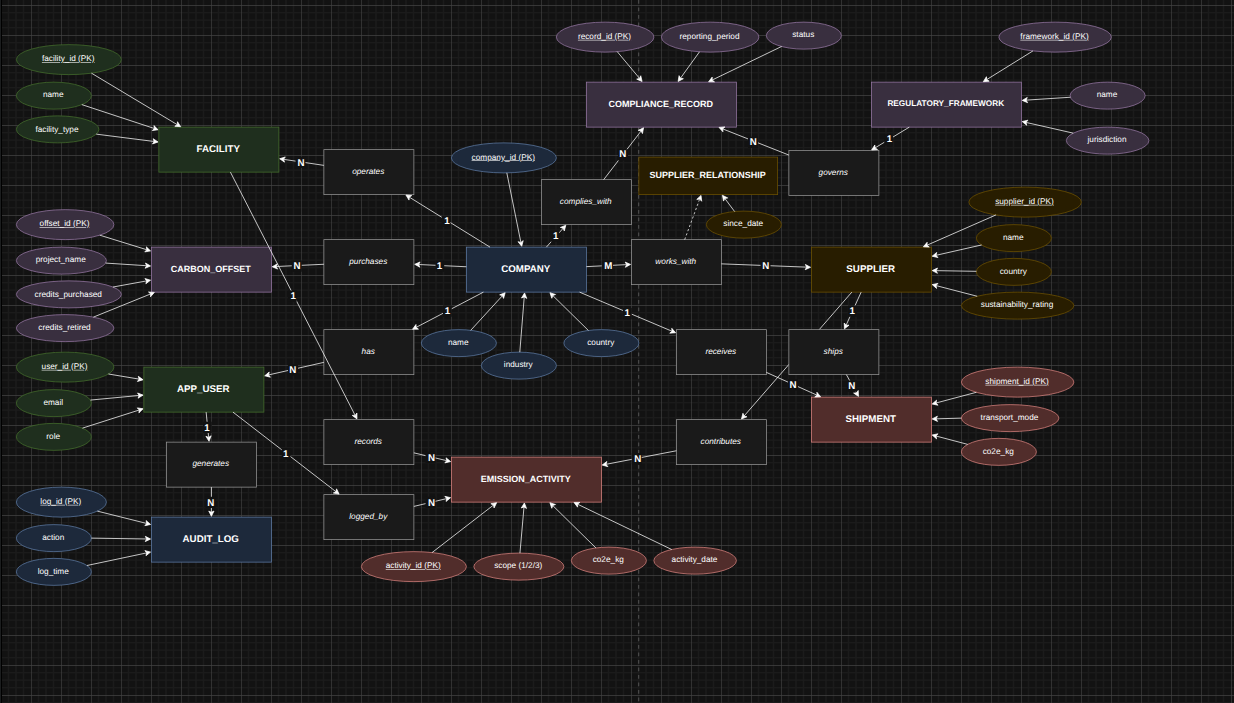 record_id (PK)
reporting_period
status
framework_id (PK)
facility_id (PK)
name
facility_type
FACILITY
COMPLIANCE_RECORD
REGULATORY_FRAMEWORK
name
jurisdiction
N
operates
company_id (PK)
N
N
1
SUPPLIER_RELATIONSHIP
governs
complies_with
supplier_id (PK)
offset_id (PK)
1
1
since_date
name
project_name
CARBON_OFFSET
N
purchases
1
COMPANY
M
works_with
N
SUPPLIER
country
credits_purchased
1
sustainability_rating
credits_retired
1
1
1
name
industry
country
has
receives
ships
user_id (PK)
N
APP_USER
email
role
N
N
SHIPMENT
shipment_id (PK)
transport_mode
co2e_kg
1
generates
1
records
contributes
N
N
EMISSION_ACTIVITY
log_id (PK)
N
logged_by
N
action
AUDIT_LOG
log_time
activity_id (PK)
scope (1/2/3)
co2e_kg
activity_date